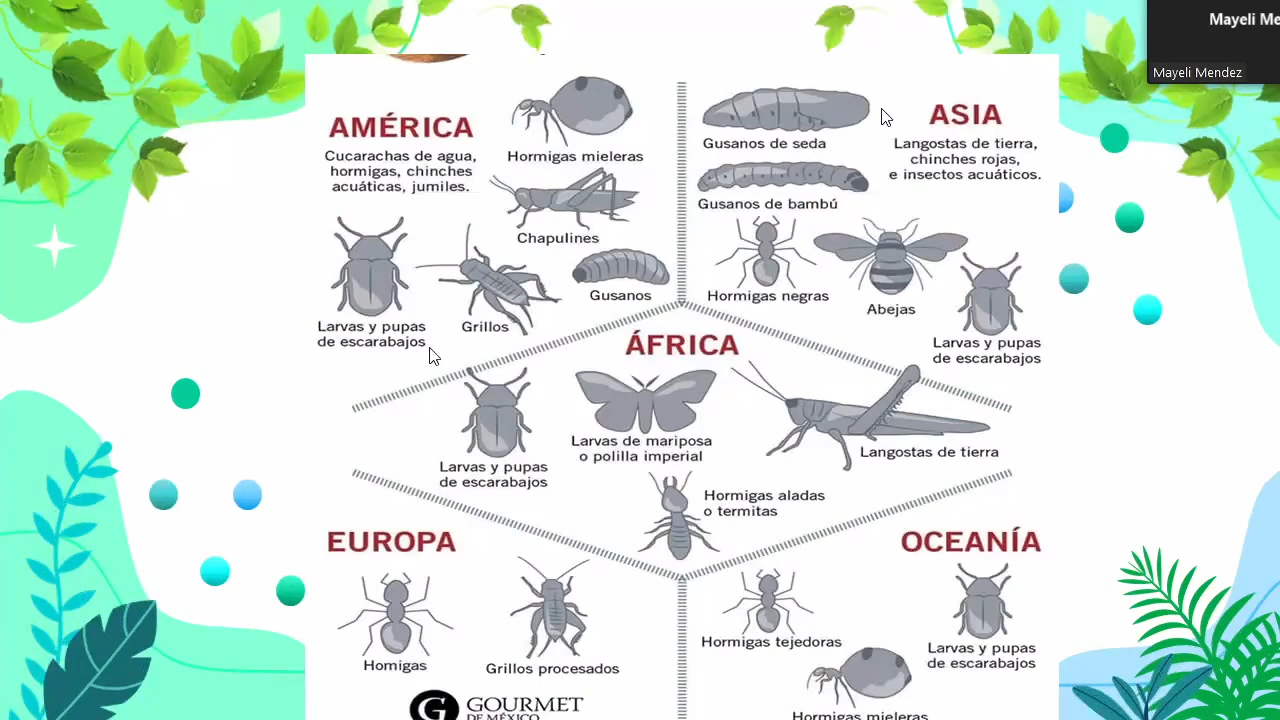 Mayeli Me
Mayeli Mendez
AMÉRICA
Cucarachas de agua,
hormigas, chinches
acuáticas, jumiles.
Hormigas mieleras
Chapulines
Gusanos
Grillos
Larvas y pupas
de escarabajos
ASIA
Langostas de tierra,
chinches rojas,
e insectos acuáticos.
Gusanos de seda
Gusanos de bambú
Hormigas negras
Abejas
Larvas y pupas
de escarabajos
ÁFRICA
Larvas y pupas
de escarabajos
Larvas de mariposa
o polilla imperial
Langostas de tierra
Hormigas aladas
o termitas
EUROPA
Homigas
Grillos procesados
OCEANÍA
Hormigas tejedoras
Larvas y pupas
de escarabajos
Hormigas mieleras
G GOURMET
DE MÉXICO